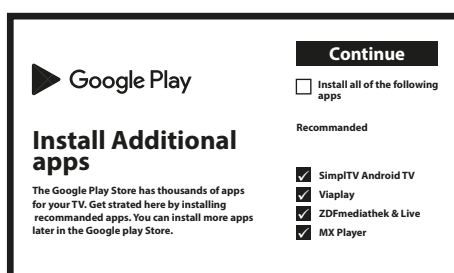 Google Play
Install Additional
apps
The Google Play Store has thousands of apps
for your TV. Get strated here by installing
recommanded apps. You can install more apps
later in the Google play Store.
Continue
Install all of the following
apps
Recommanded
SimplTV Android TV
Viaplay
ZDFmediathek & Live
MX Player